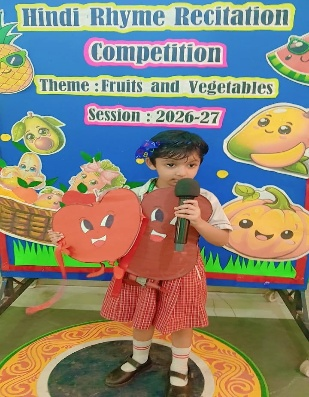 Hindi Rhyme Recitation
Competition
Theme : Fruits and Vegetables
Session : 2026-27